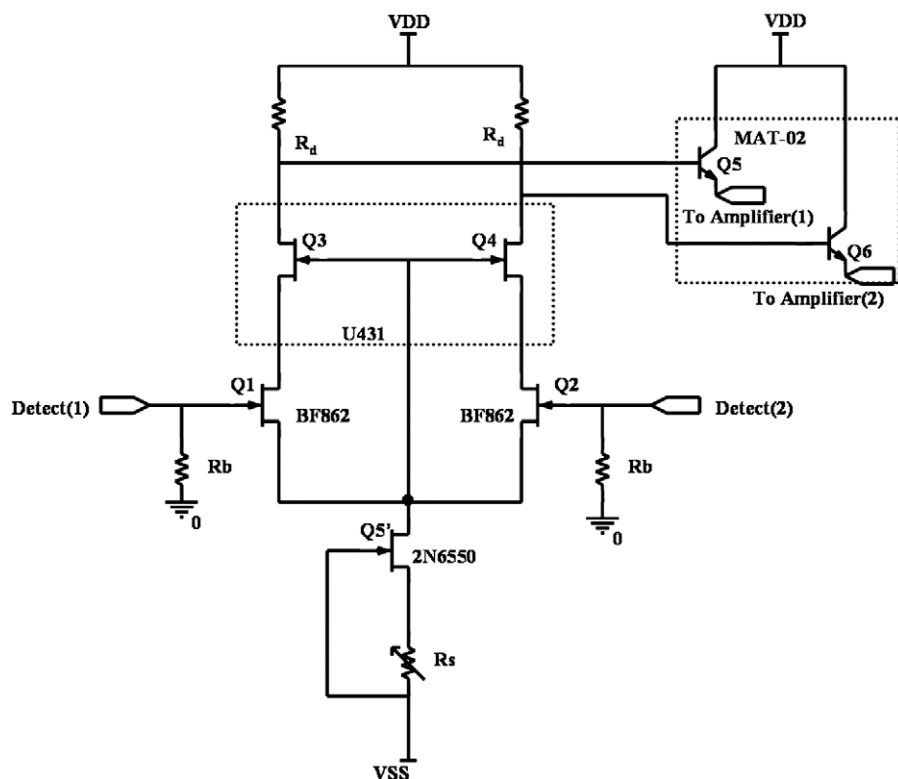 VDD
VDD
R_d
R_d
MAT-02
Q5
To Amplifier(1)
Q3
Q4
Q6
To Amplifier(2)
U431
Q1
Q2
Detect(1)
BF862
BF862
Detect(2)
Rb
Rb
0
0
Q5’
2N6550
Rs
VSS